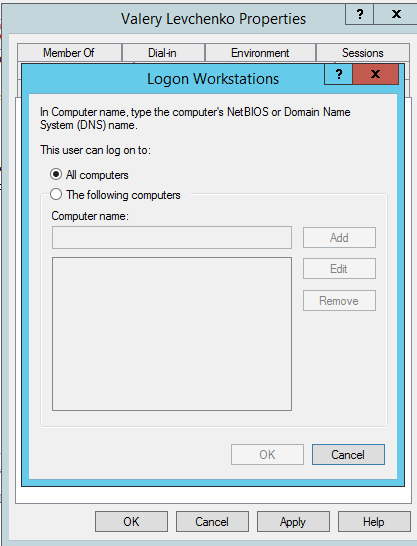 Valery Levchenko Properties
?
x
Member Of
Dial-in
Environment
Sessions
Logon Workstations
?
x
In Computer name, type the computer's NetBIOS or Domain Name
System (DNS) name.
This user can log on to:
All computers
The following computers
Computer name:
Add
Edit
Remove
OK
Cancel
OK
Cancel
Apply
Help